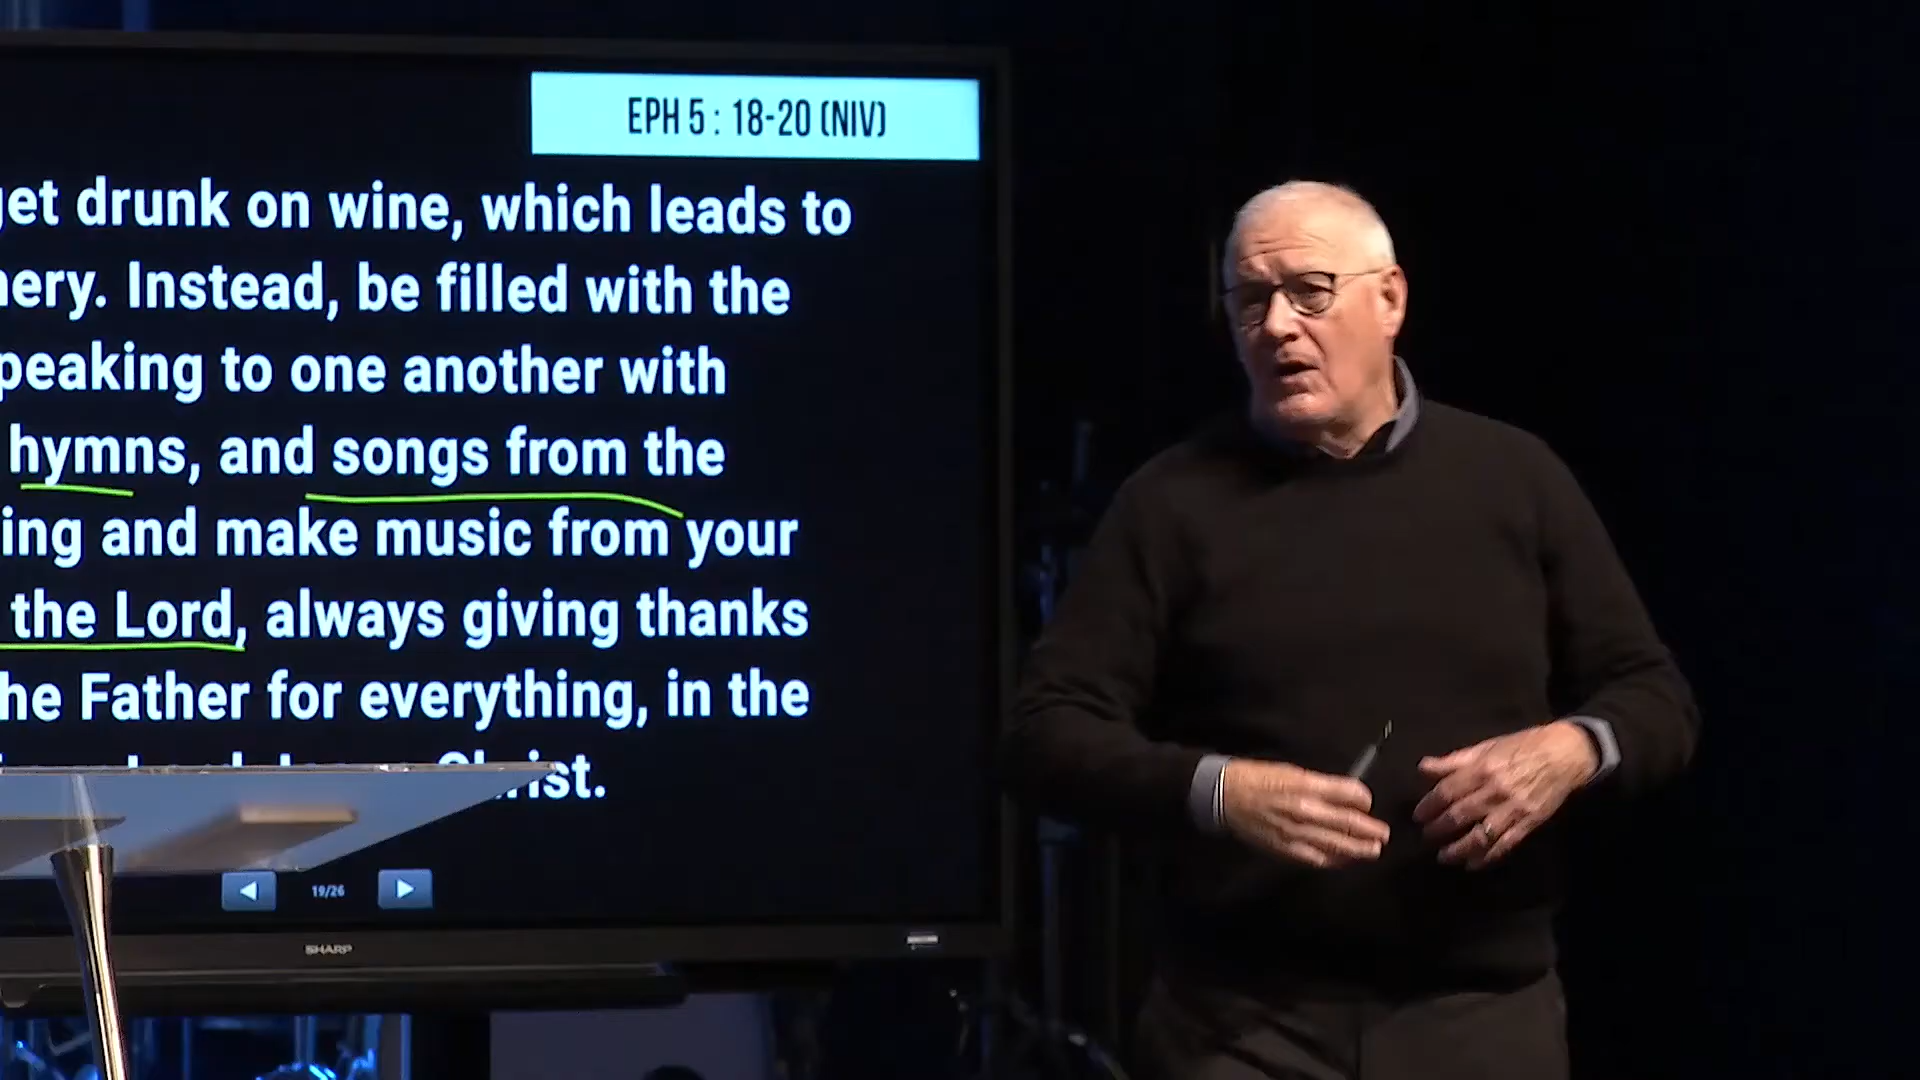 EPH 5 : 18-20 (NIV)
get drunk on wine, which leads to
ery. Instead, be filled with the
peaking to one another with
hymns, and songs from the
ing and make music from your
the Lord, always giving thanks
he Father for everything, in the
Christ.
19/26
SHARP